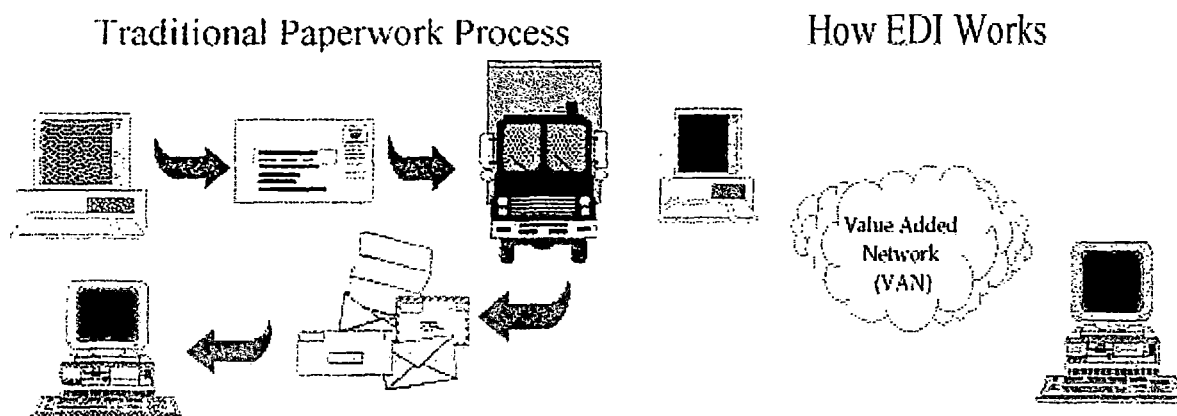 Traditional Paperwork Process
How EDI Works
Value Added
Network
(VAN)